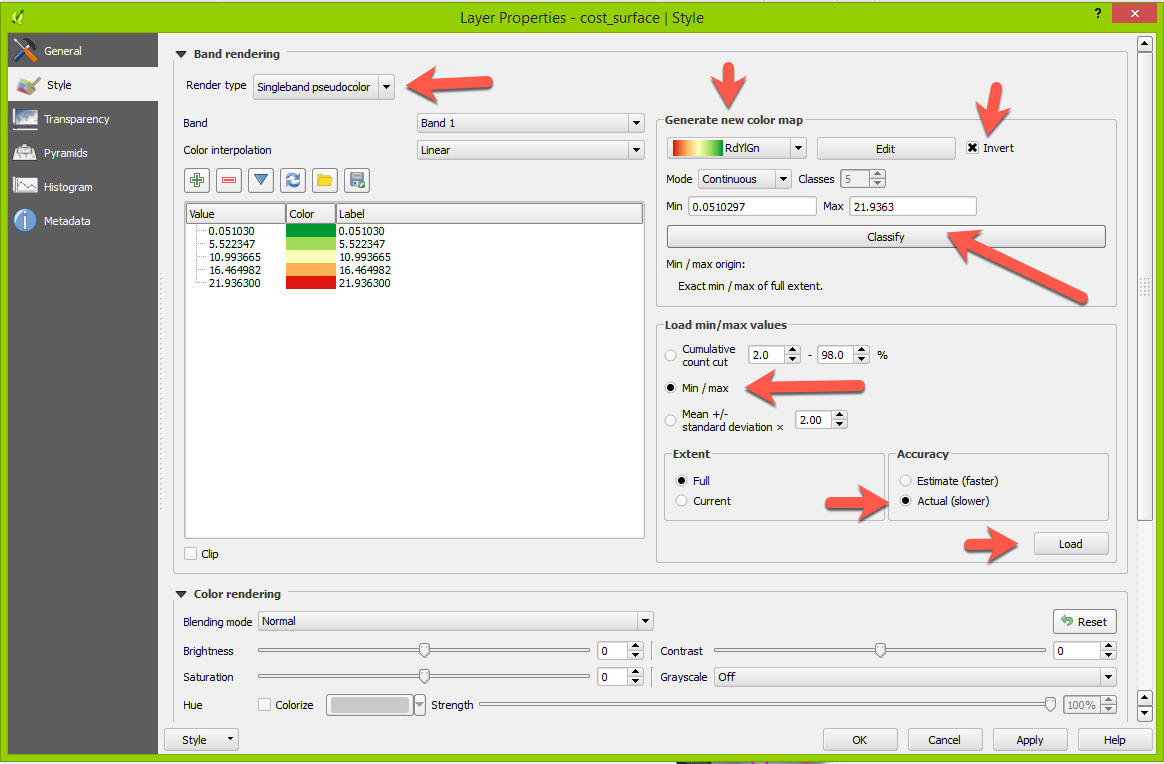 Layer Properties - cost_surface | Style
?
General
Style
Transparency
Pyramids
Histogram
Metadata
Band rendering
Render type Singleband pseudocolor
Band Band 1
Color interpolation Linear
Value Color Label
0.051030 0.051030
5.522347 5.522347
10.993665 10.993665
16.464982 16.464982
21.936300 21.936300
Clip
Generate new color map
RdYlGn Edit Invert
Mode Continuous Classes 5
Min 0.0510297 Max 21.9363
Classify
Min / max origin:
Exact min / max of full extent.
Load min/max values
Cumulative
count cut 2.0 - 98.0 %
Min / max
Mean +/-
standard deviation × 2.00
Extent
Full
Current
Accuracy
Estimate (faster)
Actual (slower)
Load
Color rendering
Blending mode Normal Reset
Brightness 0 Contrast 0
Saturation 0 Grayscale Off
Hue Colorize Strength 100%
Style OK Cancel Apply Help